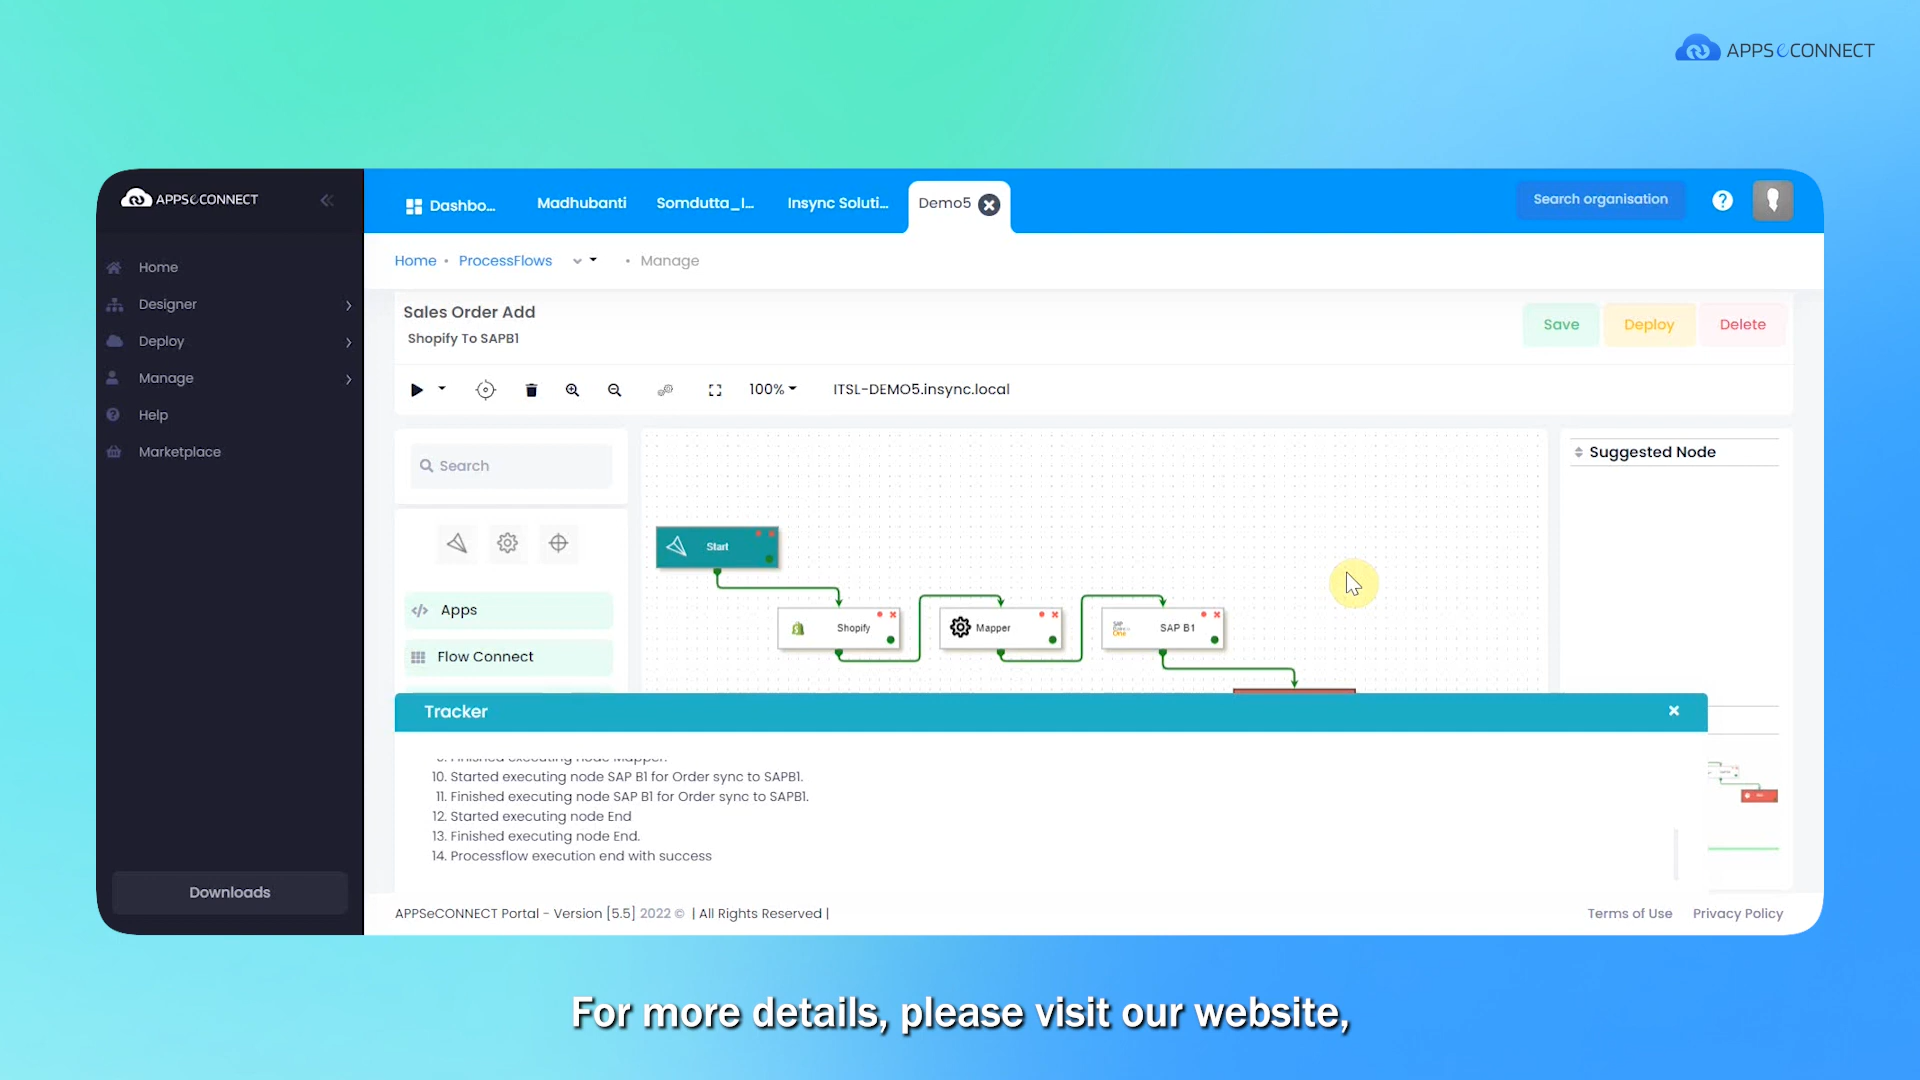 APPSeCONNECT
APPSeCONNECT
Dashbo...
Madhubanti
Somdutta_I...
Insync Soluti...
Demo5
Search organisation
Home
Designer
Deploy
Manage
Help
Marketplace
Downloads
Home • ProcessFlows • Manage
Sales Order Add
Shopify To SAPB1
Save
Deploy
Delete
100%
ITSL-DEMO5.insync.local
Search
Apps
Flow Connect
Start
Shopify
Mapper
SAP B1
Suggested Node
Tracker
9. Finished executing node Mapper.
10. Started executing node SAP B1 for Order sync to SAPB1.
11. Finished executing node SAP B1 for Order sync to SAPB1.
12. Started executing node End
13. Finished executing node End.
14. Processflow execution end with success
APPSeCONNECT Portal - Version [5.5] 2022 © | All Rights Reserved |
Terms of Use
Privacy Policy
For more details, please visit our website,